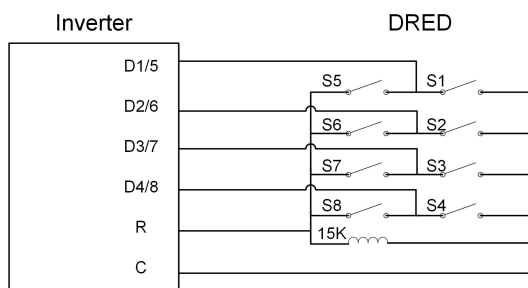 Inverter DRED
D1/5
S5 S1
D2/6
S6 S2
D3/7
S7 S3
D4/8
S8 S4
R
15K
C